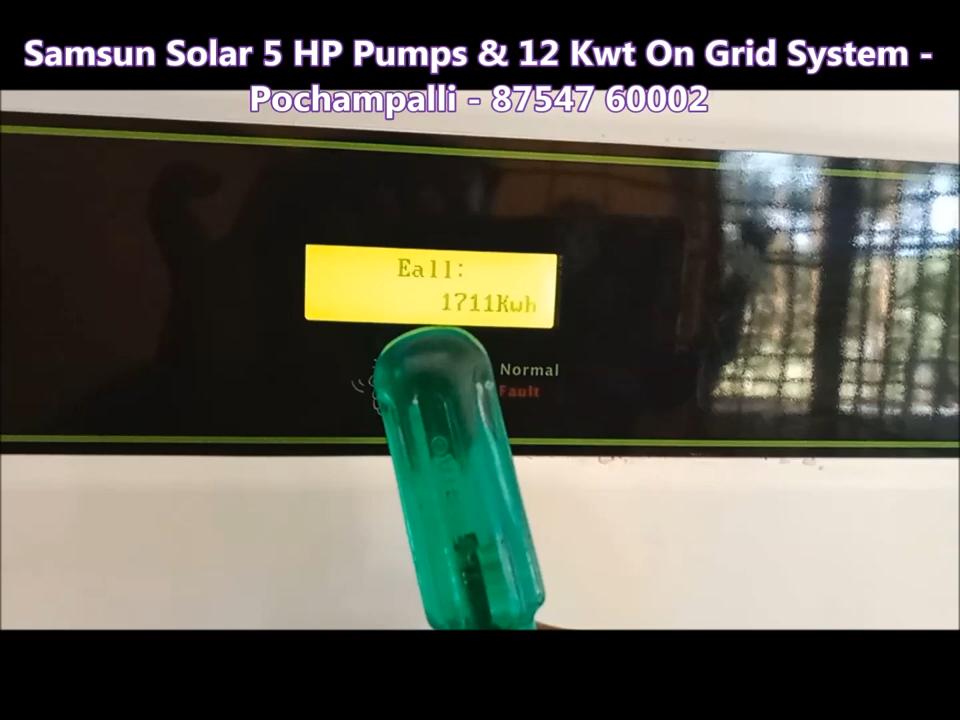 Samsun Solar 5 HP Pumps & 12 Kwt On Grid System -
Pochampalli - 87547 60002
Eall:
1711Kwh
Normal
Fault